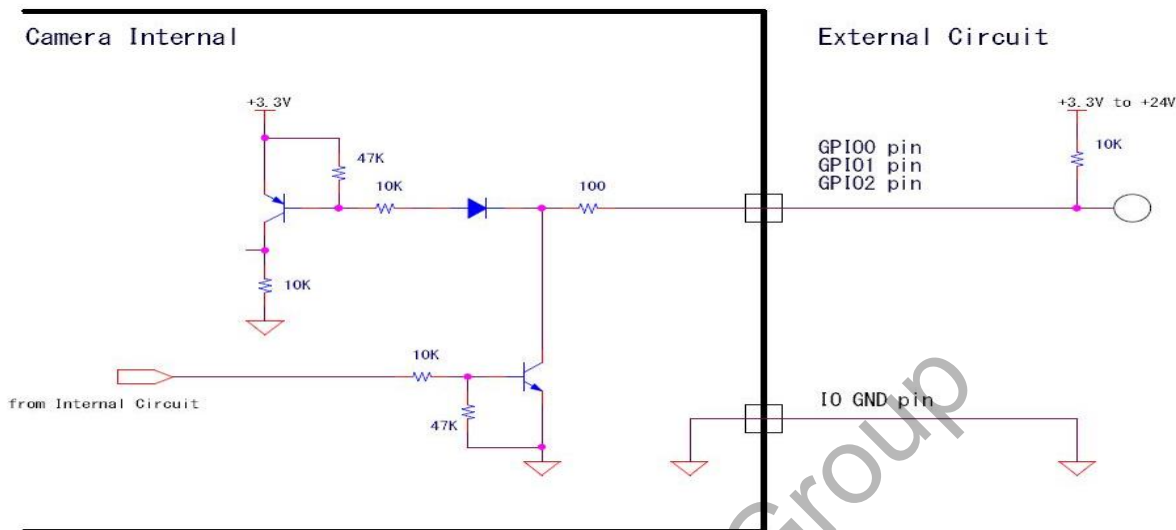 Camera Internal
External Circuit
+3.3V
+3.3V to +24V
47K
10K
GPIO0 pin
GPIO1 pin
GPIO2 pin
10K
100
10K
10K
from Internal Circuit
47K
IO GND pin
Group